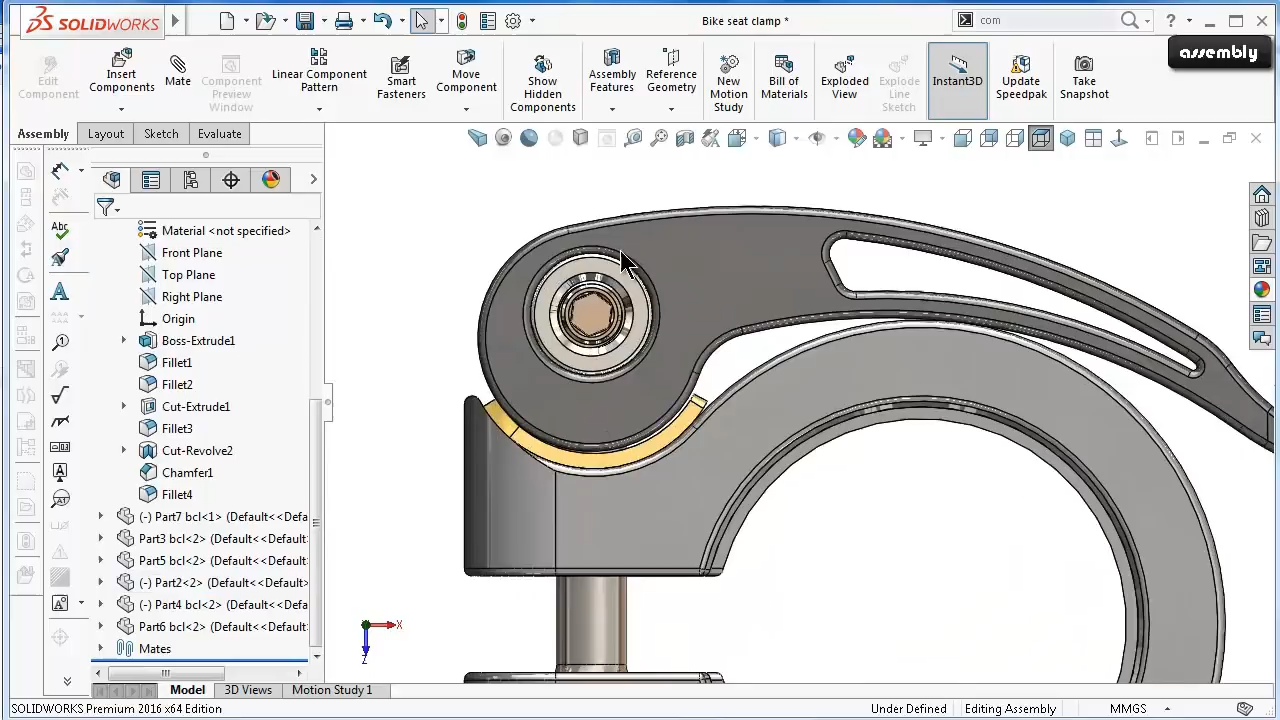 SOLIDWORKS
Bike seat clamp *
com
assembly
Edit Component
Insert Components
Mate
Component Preview Window
Linear Component Pattern
Smart Fasteners
Move Component
Show Hidden Components
Assembly Features
Reference Geometry
New Motion Study
Bill of Materials
Exploded View
Explode Line Sketch
Instant3D
Update Speedpak
Take Snapshot
Assembly Layout Sketch Evaluate
Material <not specified>
Front Plane
Top Plane
Right Plane
Origin
Boss-Extrude1
Fillet1
Fillet2
Cut-Extrude1
Fillet3
Cut-Revolve2
Chamfer1
Fillet4
(-) Part7 bcl<1> (Default<<Defa
Part3 bcl<2> (Default<<Default
Part5 bcl<2> (Default<<Default
(-) Part2<2> (Default<<Default
(-) Part4 bcl<2> (Default<<Defa
Part6 bcl<2> (Default<<Default
Mates
X
Z
Model 3D Views Motion Study 1
SOLIDWORKS Premium 2016 x64 Edition
Under Defined
Editing Assembly
MMGS